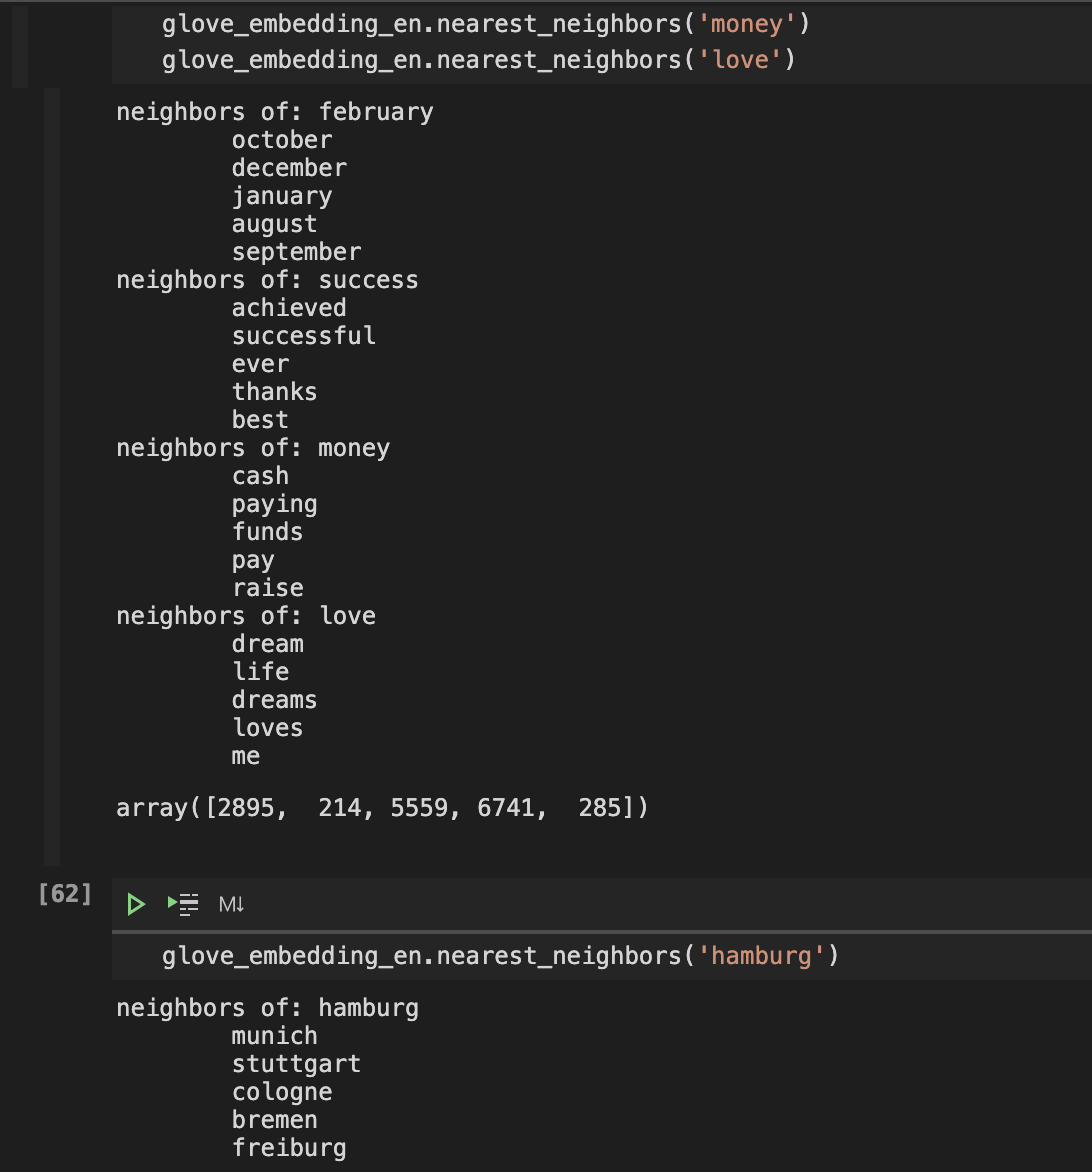 glove_embedding_en.nearest_neighbors('money')
glove_embedding_en.nearest_neighbors('love')
neighbors of: february
october
december
january
august
september
neighbors of: success
achieved
successful
ever
thanks
best
neighbors of: money
cash
paying
funds
pay
raise
neighbors of: love
dream
life
dreams
loves
me
array([2895,  214, 5559, 6741,  285])
[62]
M↓
glove_embedding_en.nearest_neighbors('hamburg')
neighbors of: hamburg
munich
stuttgart
cologne
bremen
freiburg